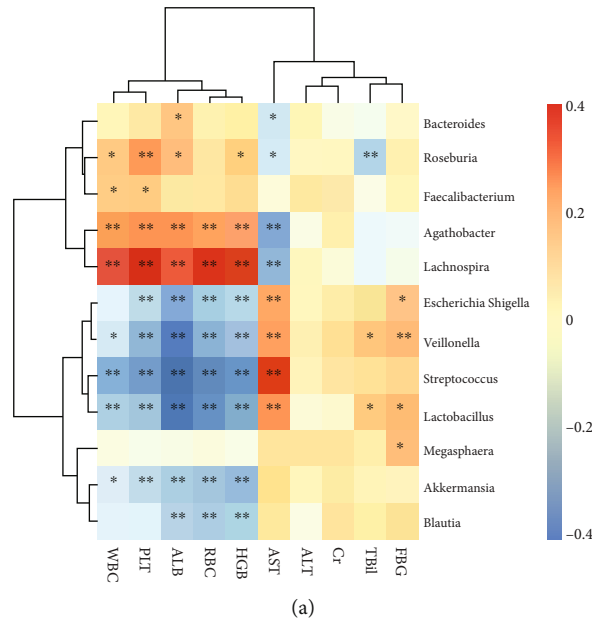 * * Bacteroides
* ** * * * ** Roseburia
* * Faecalibacterium
** ** ** ** ** ** Agathobacter
** ** ** ** ** ** Lachnospira
** ** ** ** ** * Escherichia Shigella
* ** ** ** ** ** * ** Veillonella
** ** ** ** ** ** Streptococcus
** ** ** ** ** ** * * Lactobacillus
* Megasphaera
* ** ** ** ** Akkermansia
** ** ** Blautia
WBC PLT ALB RBC HGB AST ALT Cr TBil FBG
0.4
0.2
0
−0.2
−0.4
(a)